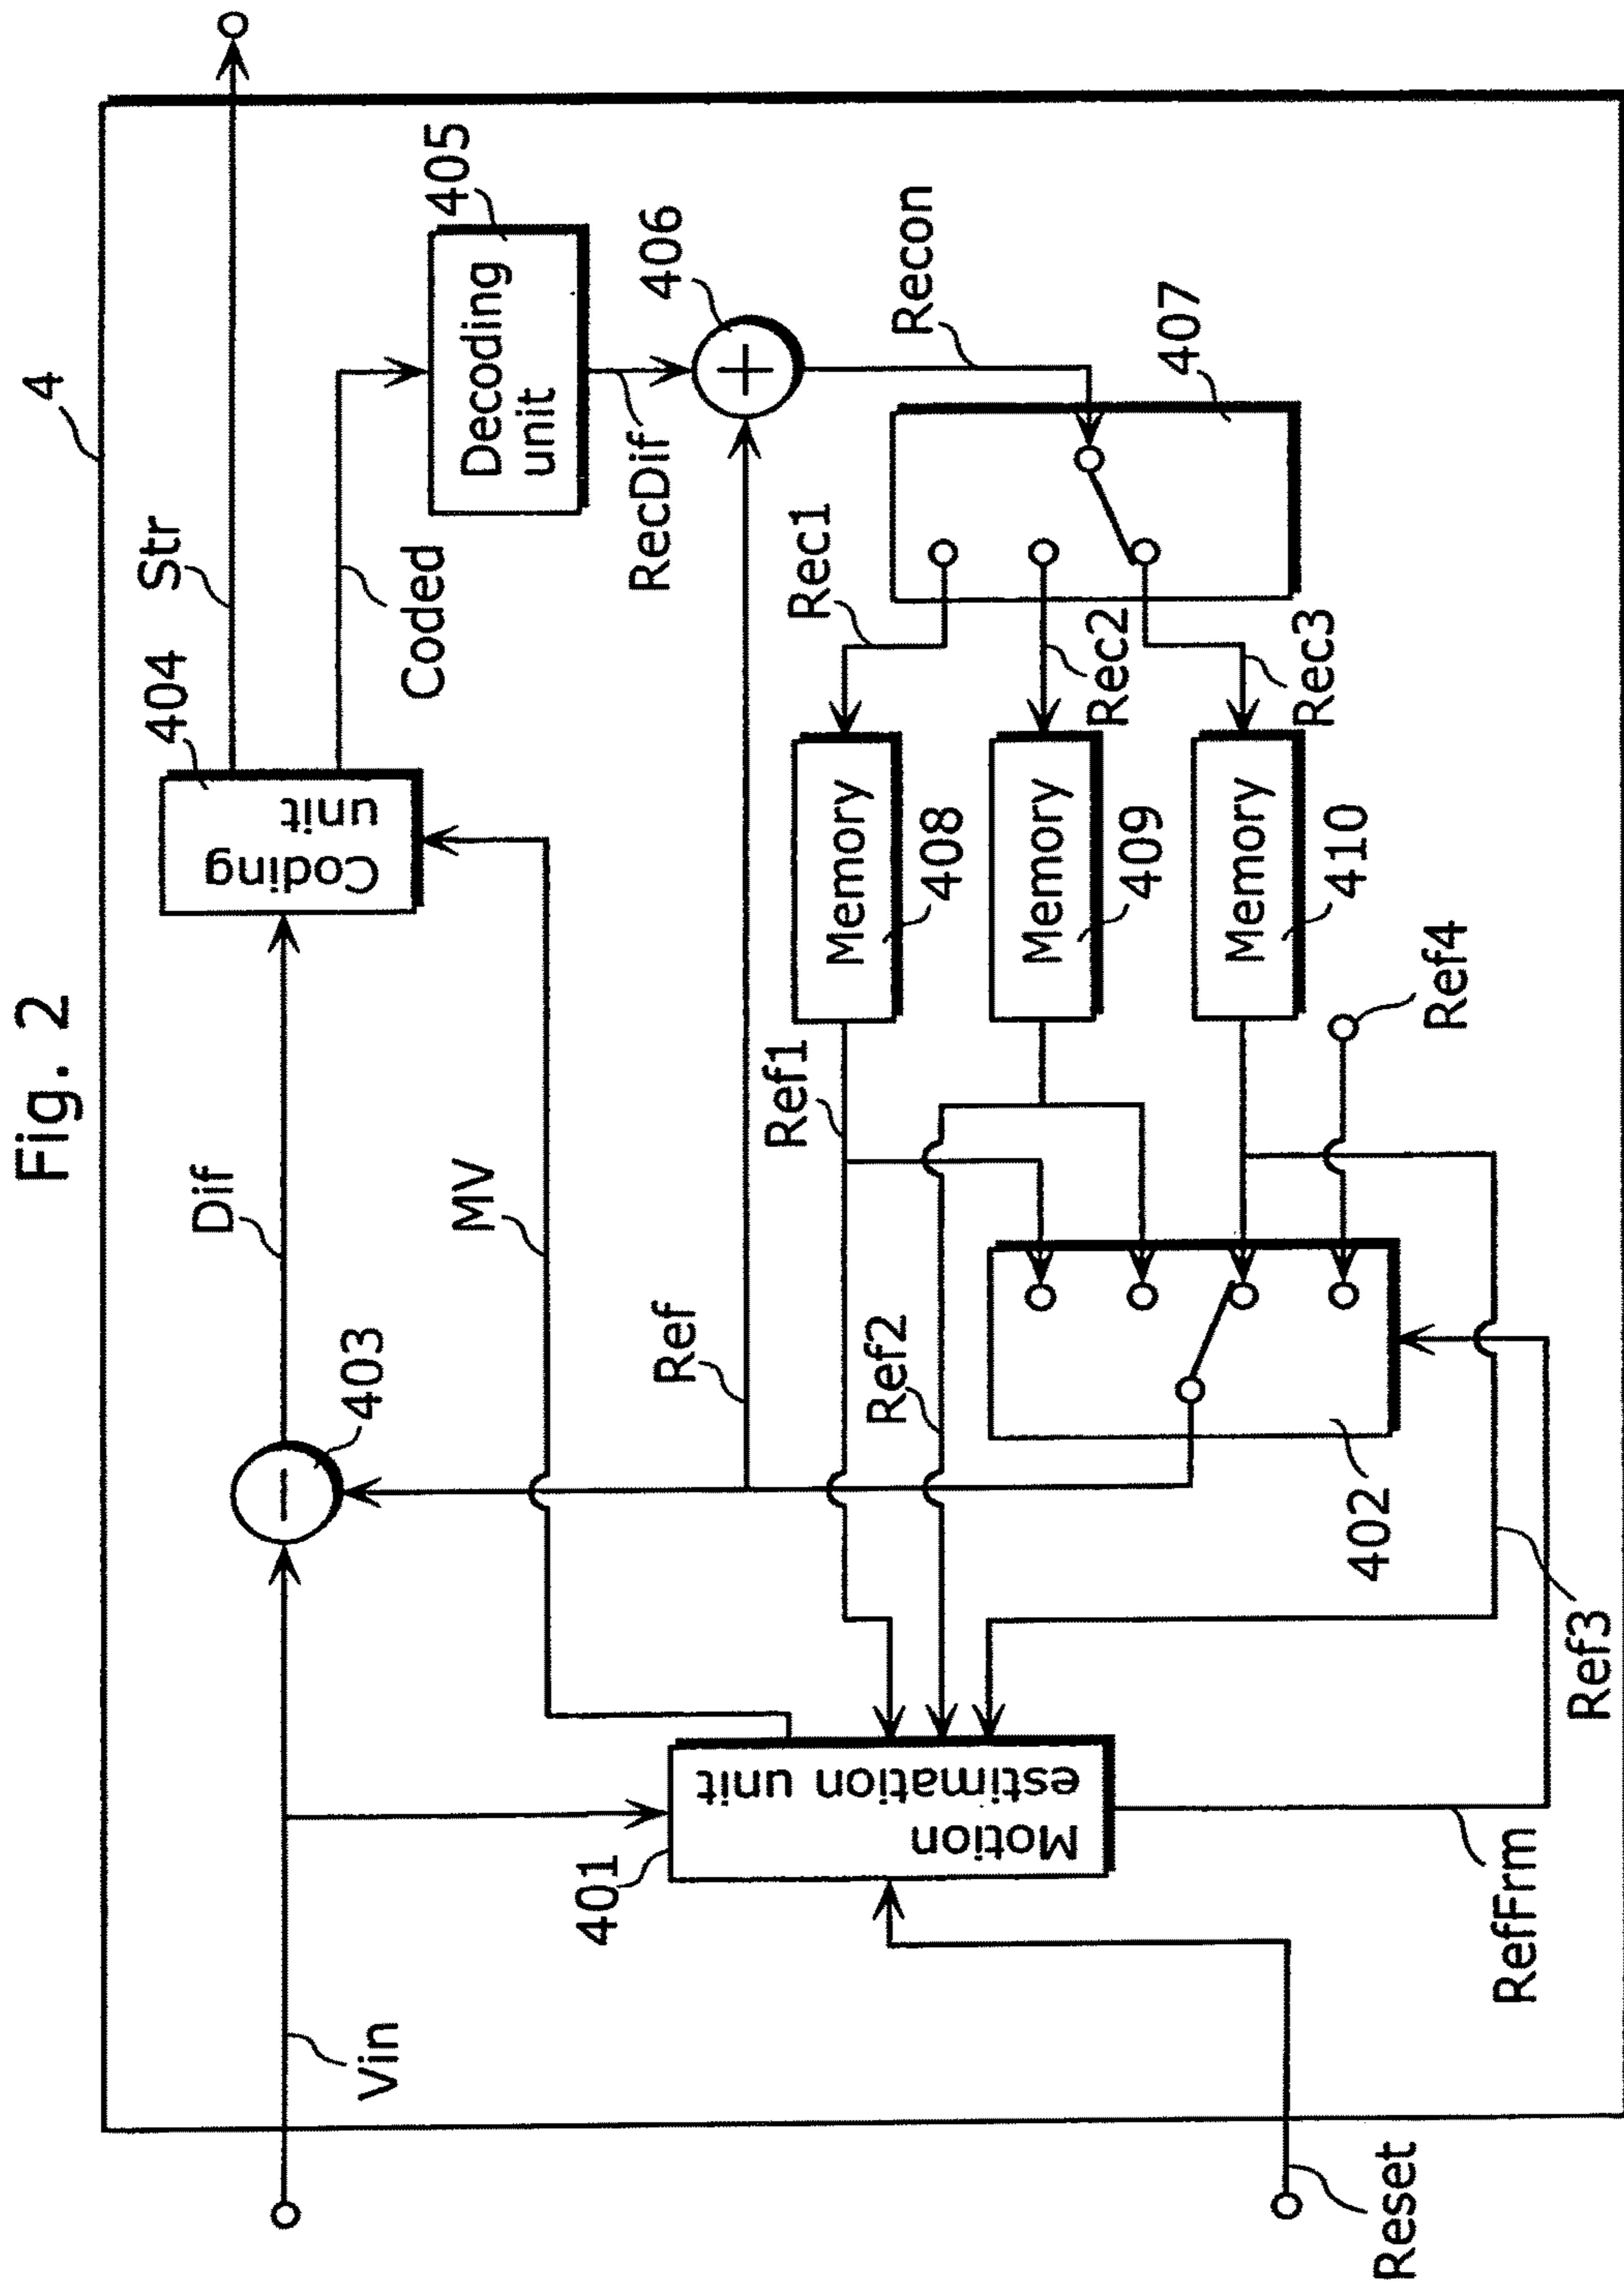 Fig. 2
4
Str
404
Coding
unit
Coded
405
Decoding
unit
RecDif
406
Recon
407
Dif
403
MV
Ref
Rec1
Rec2
Rec3
Memory
408
Memory
409
Memory
410
Ref1
Ref2
Ref4
402
Ref3
Vin
401
Motion
estimation unit
RefFrm
Reset